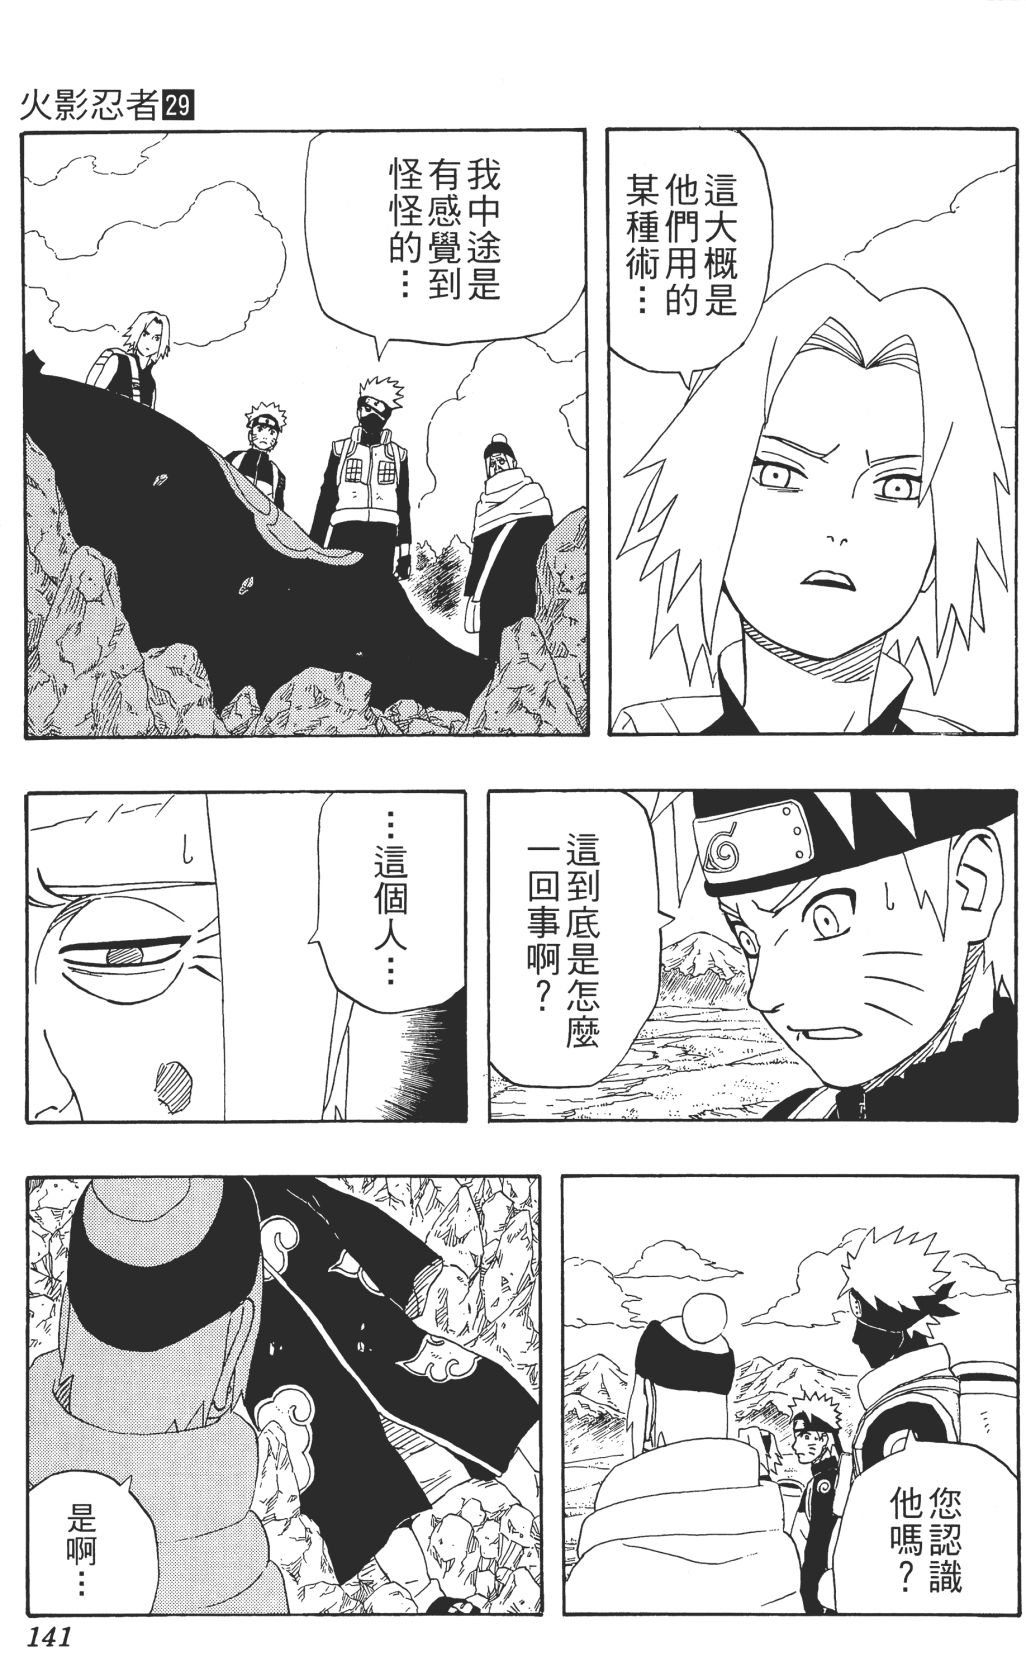 火影忍者29
這大概是
他們用的
某種術…
我中途是
有感覺到
怪怪的…
這到底是怎麼
一回事啊？
…這個人…
您認識
他嗎？
是啊…
141